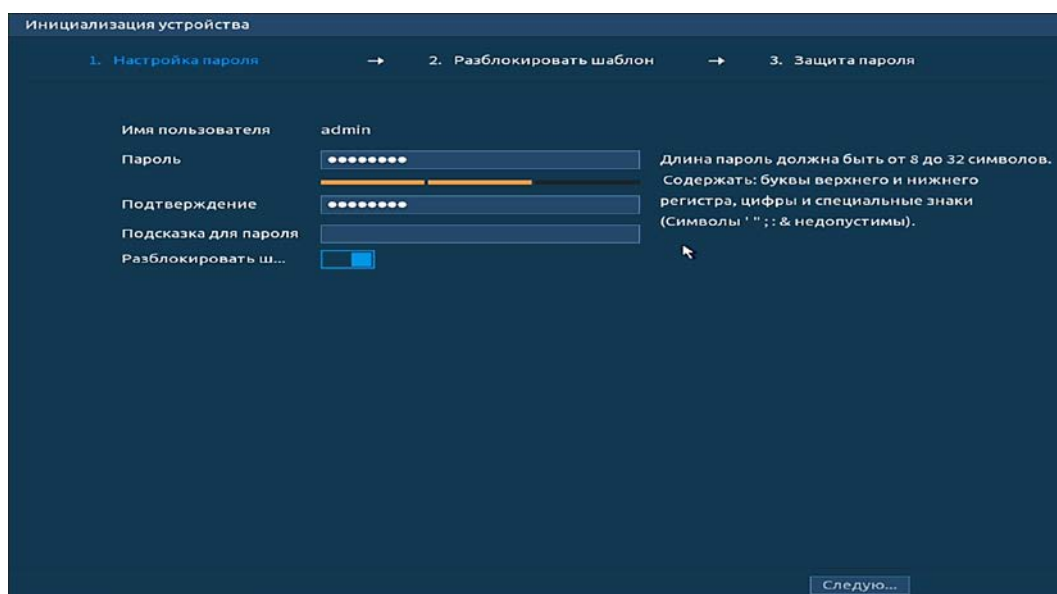 Инициализация устройства
1. Настройка пароля → 2. Разблокировать шаблон → 3. Защита пароля
Имя пользователя admin
Пароль ●●●●●●●● Длина пароль должна быть от 8 до 32 символов.
Содержать: буквы верхнего и нижнего
Подтверждение ●●●●●●●● регистра, цифры и специальные знаки
(Символы ' " ; : & недопустимы).
Подсказка для пароля
Разблокировать ш...
Следую...